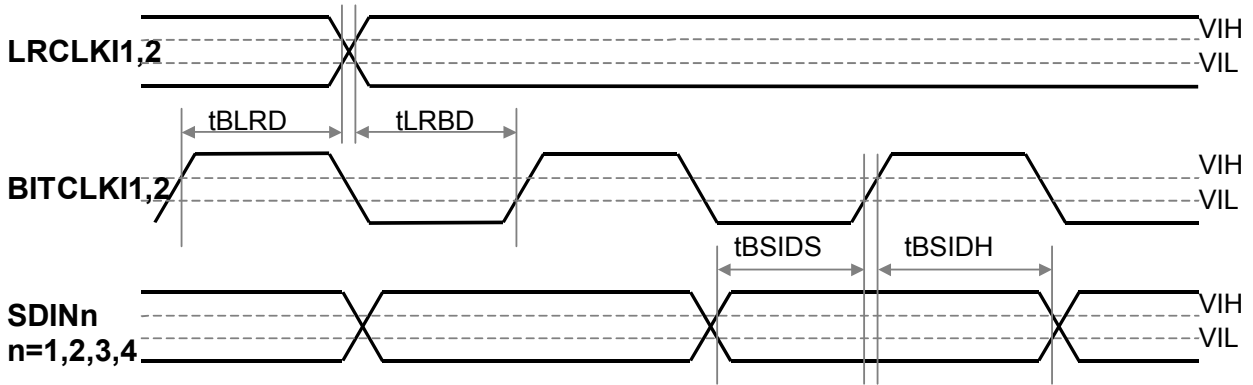 LRCLKI1,2
VIH
VIL
tBLRD
tLRBD
BITCLKI1,2
VIH
VIL
tBSIDS
tBSIDH
SDINn
n=1,2,3,4
VIH
VIL